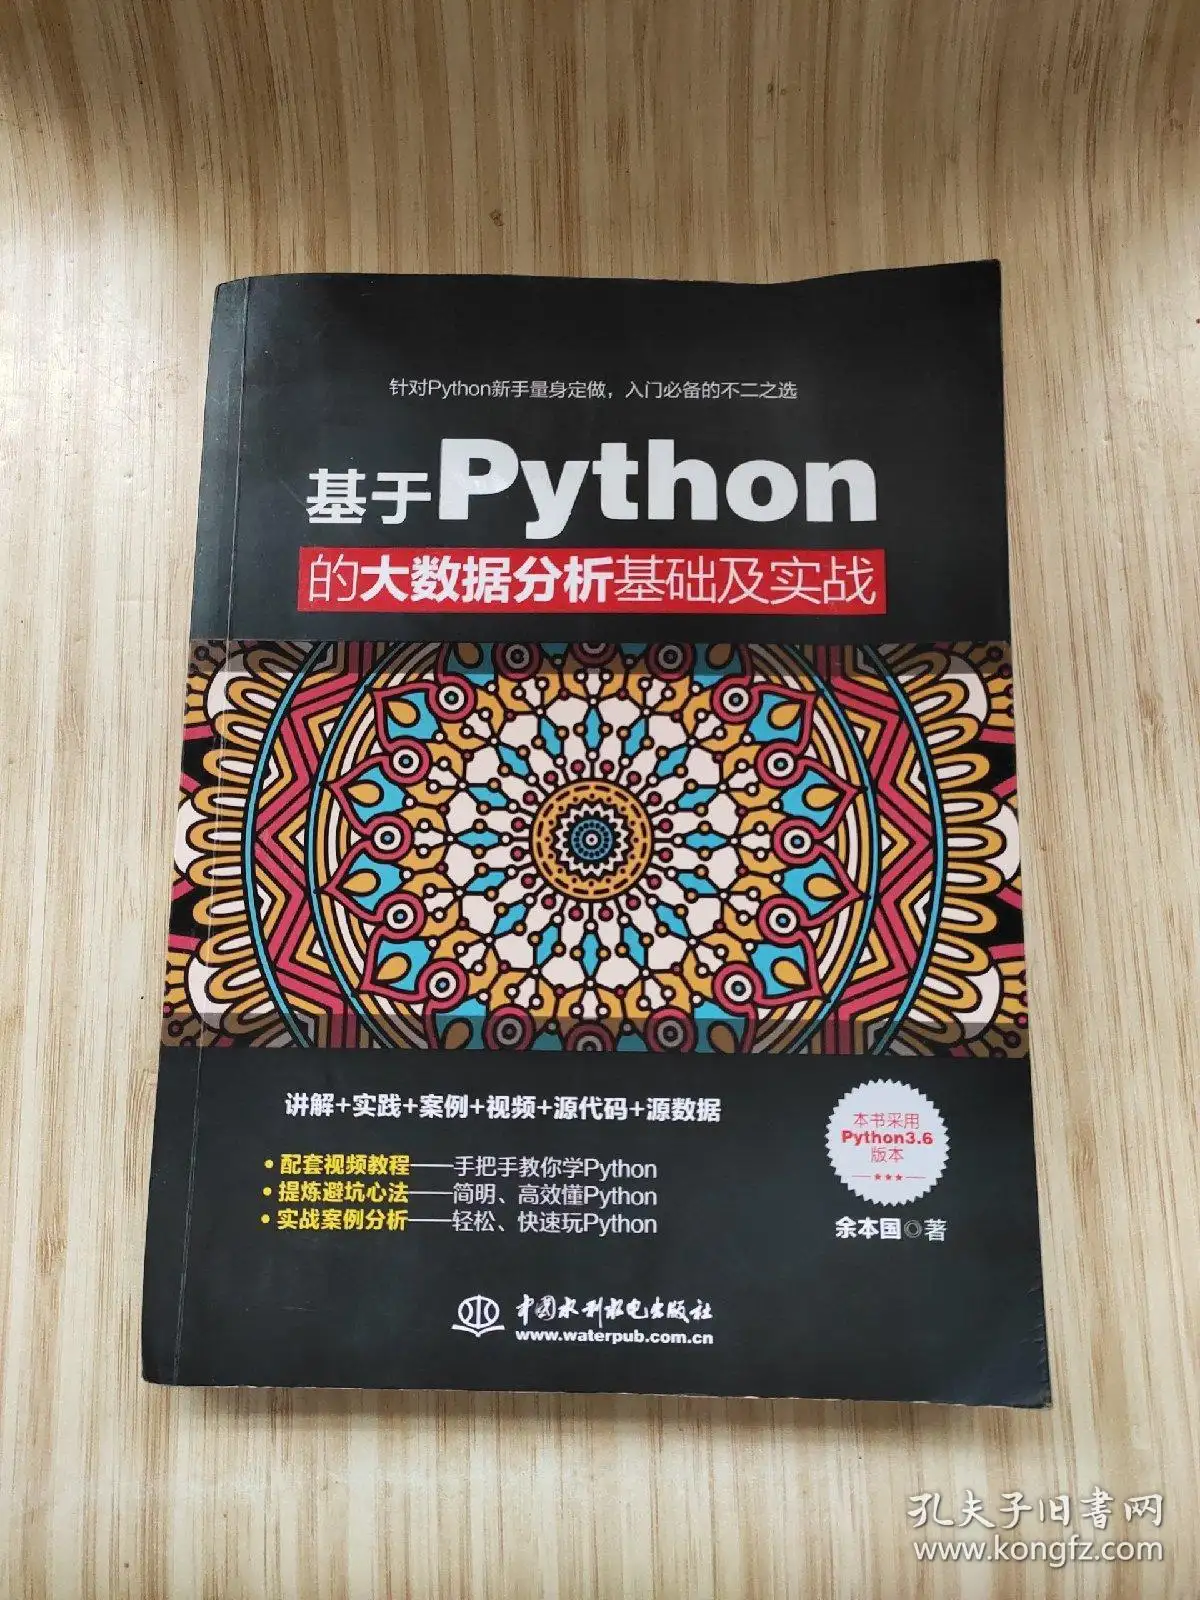 针对Python新手量身定做，入门必备的不二之选
基于Python
的大数据分析基础及实战
讲解+实践+案例+视频+源代码+源数据
• 配套视频教程——手把手教你学Python
• 提炼避坑心法——简明、高效懂Python
• 实战案例分析——轻松、快速玩Python
本书采用
Python3.6
版本
余本国◎著
中国水利水电出版社
www.waterpub.com.cn
孔夫子旧书网
www.kongfz.com